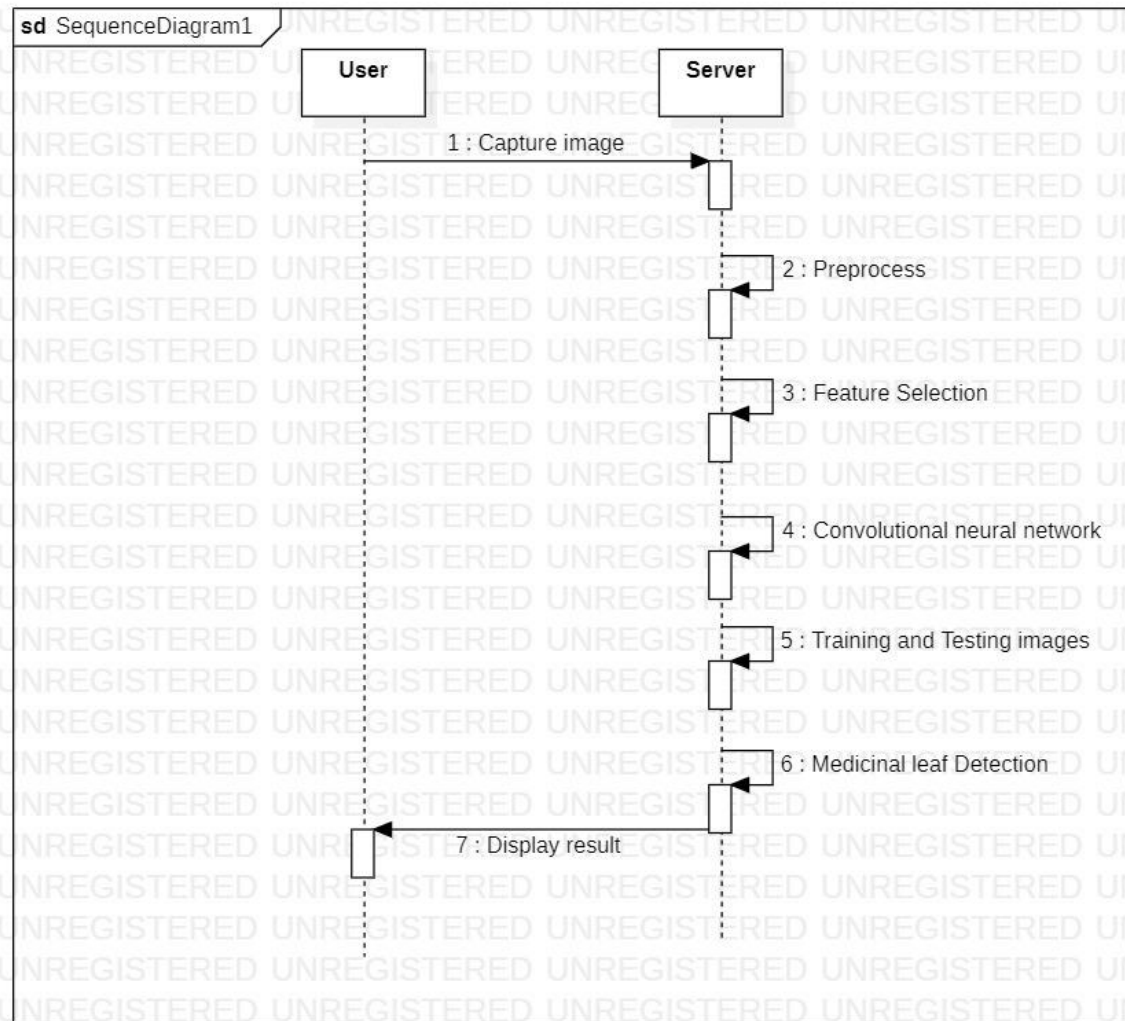 sd SequenceDiagram1
User
Server
1 : Capture image
2 : Preprocess
3 : Feature Selection
4 : Convolutional neural network
5 : Training and Testing images
6 : Medicinal leaf Detection
7 : Display result
UNREGISTERED